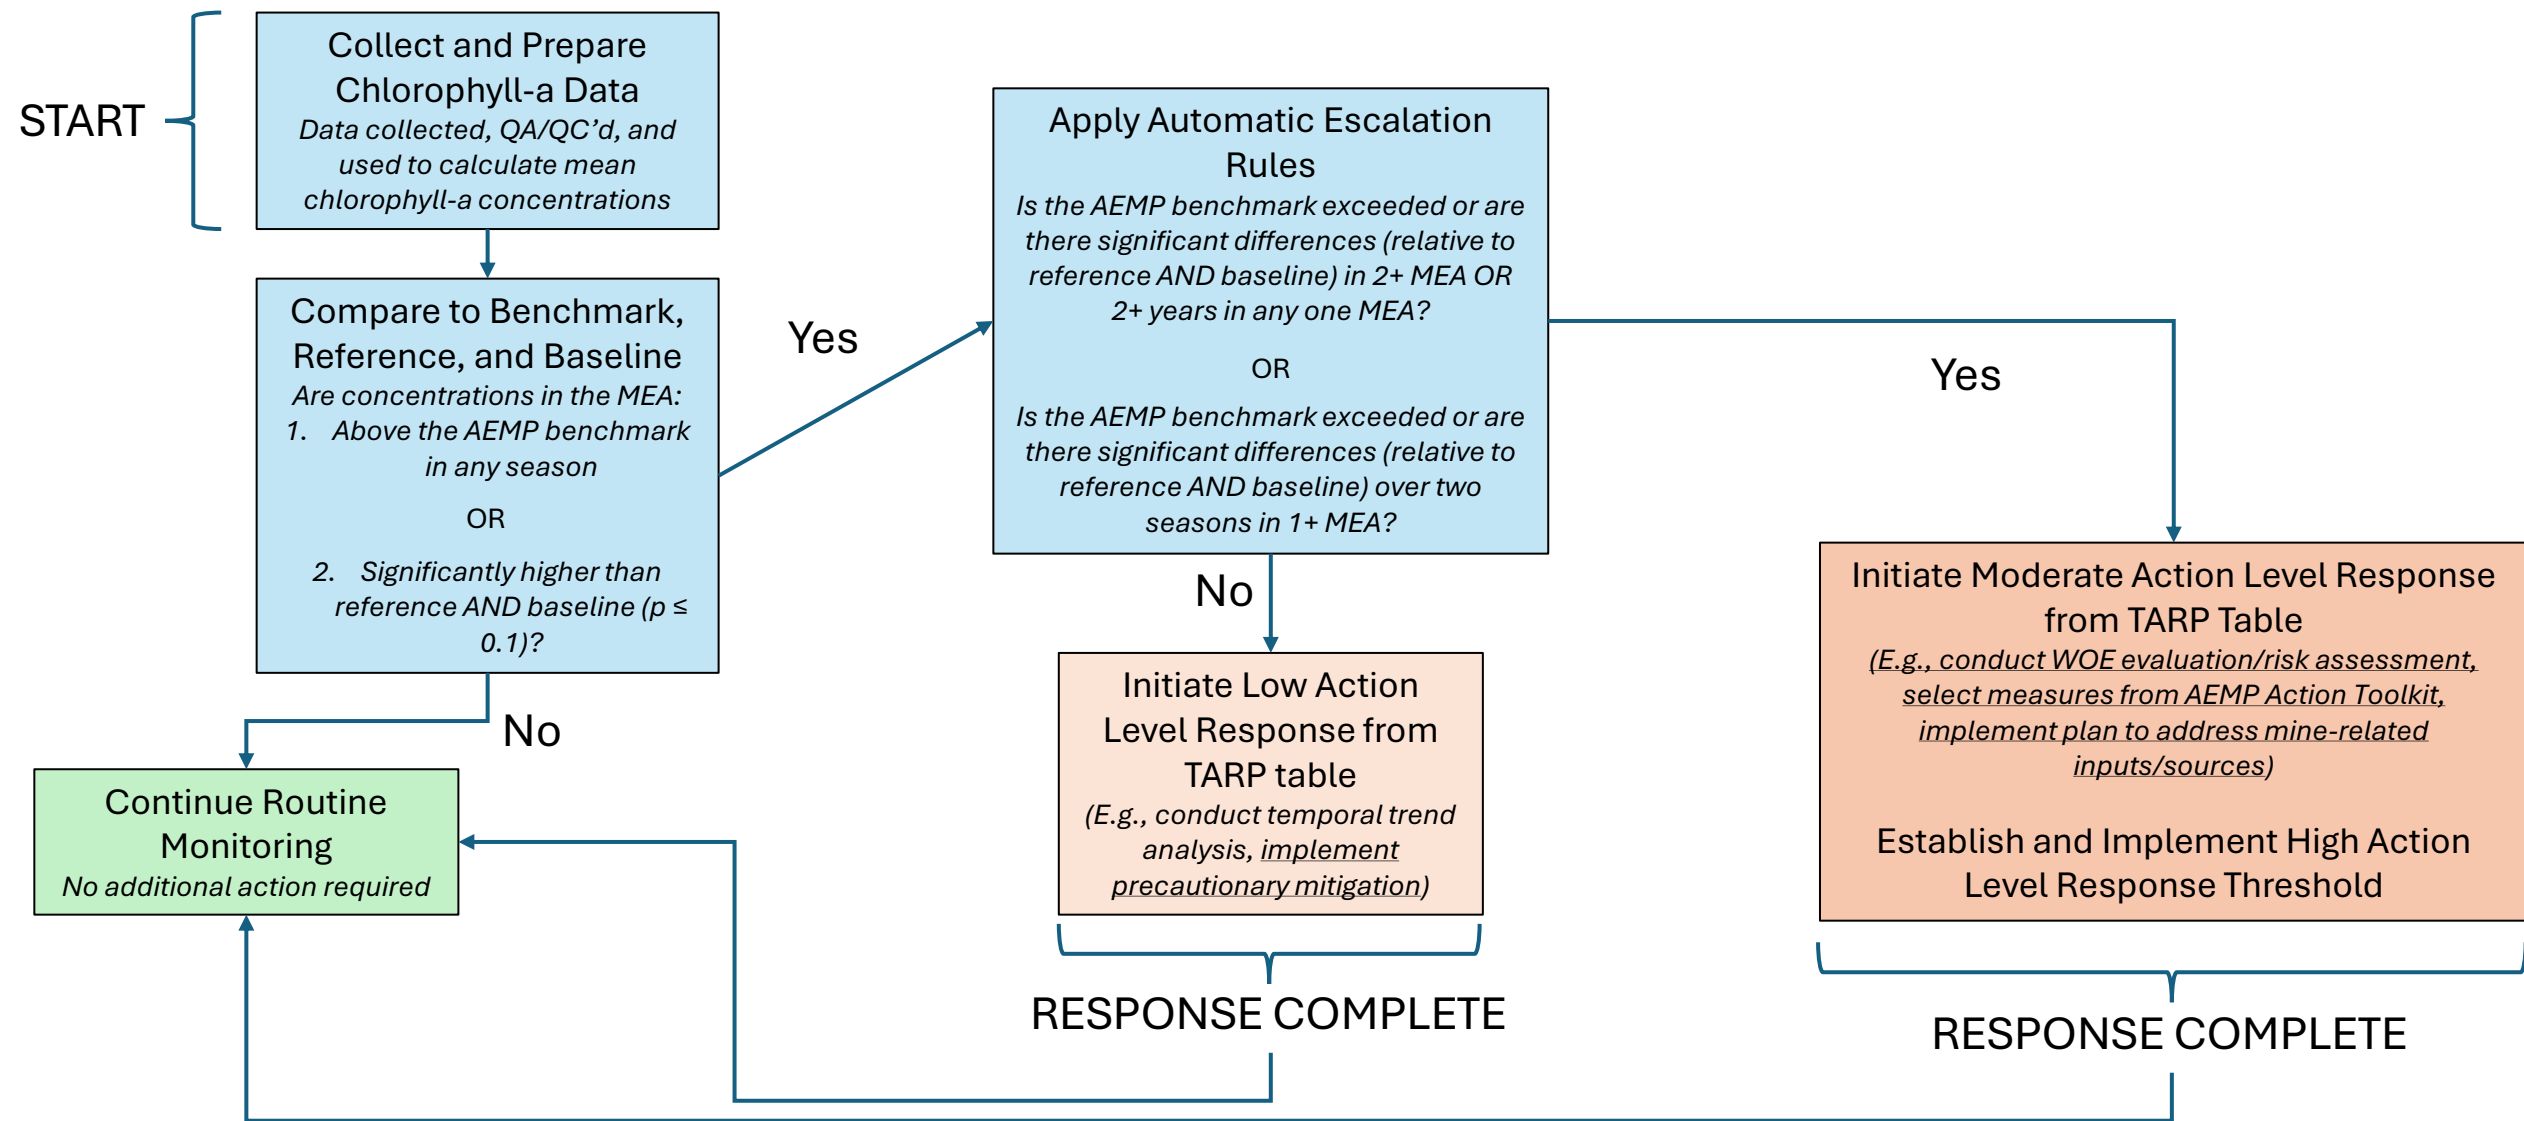 START
Collect and Prepare
Chlorophyll-a Data
Data collected, QA/QC’d, and
used to calculate mean
chlorophyll-a concentrations
Compare to Benchmark,
Reference, and Baseline
Are concentrations in the MEA:
1. Above the AEMP benchmark
in any season
OR
2. Significantly higher than
reference AND baseline (p ≤
0.1)?
Yes
No
Continue Routine
Monitoring
No additional action required
Apply Automatic Escalation
Rules
Is the AEMP benchmark exceeded or are
there significant differences (relative to
reference AND baseline) in 2+ MEA OR
2+ years in any one MEA?
OR
Is the AEMP benchmark exceeded or are
there significant differences (relative to
reference AND baseline) over two
seasons in 1+ MEA?
No
Yes
Initiate Low Action
Level Response from
TARP table
(E.g., conduct temporal trend
analysis, implement
precautionary mitigation)
RESPONSE COMPLETE
Initiate Moderate Action Level Response
from TARP Table
(E.g., conduct WOE evaluation/risk assessment,
select measures from AEMP Action Toolkit,
implement plan to address mine-related
inputs/sources)
Establish and Implement High Action
Level Response Threshold
RESPONSE COMPLETE